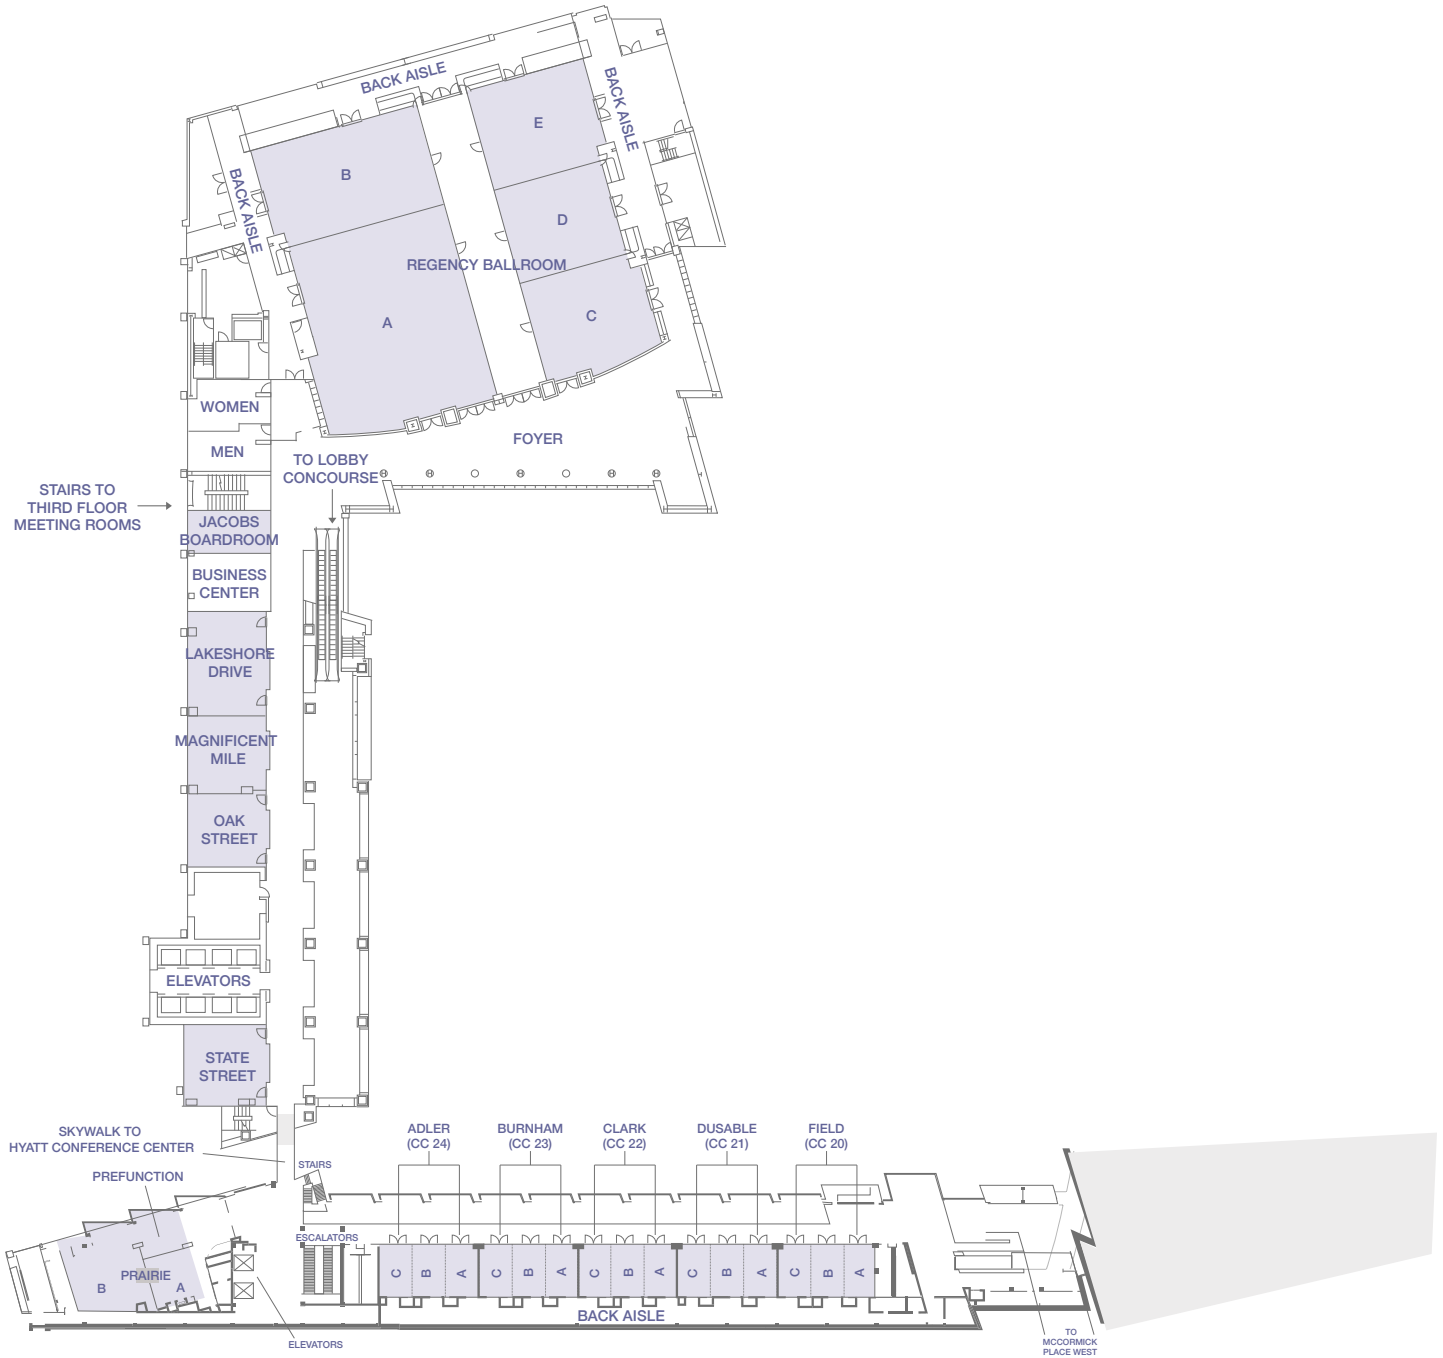 BACK AISLE
BACK AISLE
BACK AISLE
E
B
D
REGENCY BALLROOM
A
C
WOMEN
MEN
FOYER
TO LOBBY
CONCOURSE
STAIRS TO
THIRD FLOOR
MEETING ROOMS
JACOBS
BOARDROOM
BUSINESS
CENTER
LAKESHORE
DRIVE
MAGNIFICENT
MILE
OAK
STREET
ELEVATORS
STATE
STREET
SKYWALK TO
HYATT CONFERENCE CENTER
PREFUNCTION
STAIRS
ESCALATORS
PRAIRIE
B
A
ELEVATORS
ADLER
(CC 24)
BURNHAM
(CC 23)
CLARK
(CC 22)
DUSABLE
(CC 21)
FIELD
(CC 20)
C
B
A
C
B
A
C
B
A
C
B
A
C
B
A
BACK AISLE
TO
MCCORMICK
PLACE WEST